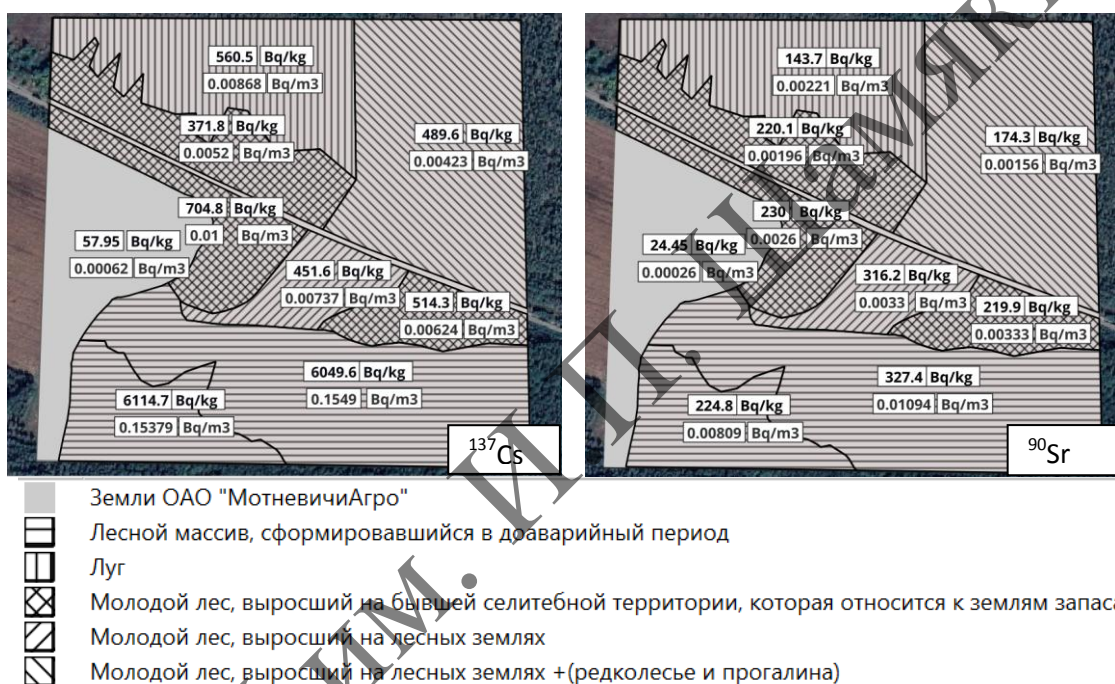 560.5 Bq/kg
0.00868 Bq/m3
371.8 Bq/kg
0.0052 Bq/m3
489.6 Bq/kg
0.00423 Bq/m3
704.8 Bq/kg
0.01 Bq/m3
57.95 Bq/kg
0.00062 Bq/m3
451.6 Bq/kg
0.00737 Bq/m3
514.3 Bq/kg
0.00624 Bq/m3
6049.6 Bq/kg
0.1549 Bq/m3
6114.7 Bq/kg
0.15379 Bq/m3
¹³⁷Cs
143.7 Bq/kg
0.00221 Bq/m3
220.1 Bq/kg
0.00196 Bq/m3
174.3 Bq/kg
0.00156 Bq/m3
230 Bq/kg
0.0026 Bq/m3
24.45 Bq/kg
0.00026 Bq/m3
316.2 Bq/kg
0.0033 Bq/m3
219.9 Bq/kg
0.00333 Bq/m3
327.4 Bq/kg
0.01094 Bq/m3
224.8 Bq/kg
0.00809 Bq/m3
⁹⁰Sr
Земли ОАО "МотневичиАгро"
Лесной массив, сформировавшийся в доаварийный период
Луг
Молодой лес, выросший на бывшей селитебной территории, которая относится к землям запаса
Молодой лес, выросший на лесных землях
Молодой лес, выросший на лесных землях +(редколесье и прогалина)
им. И П. Шамяк